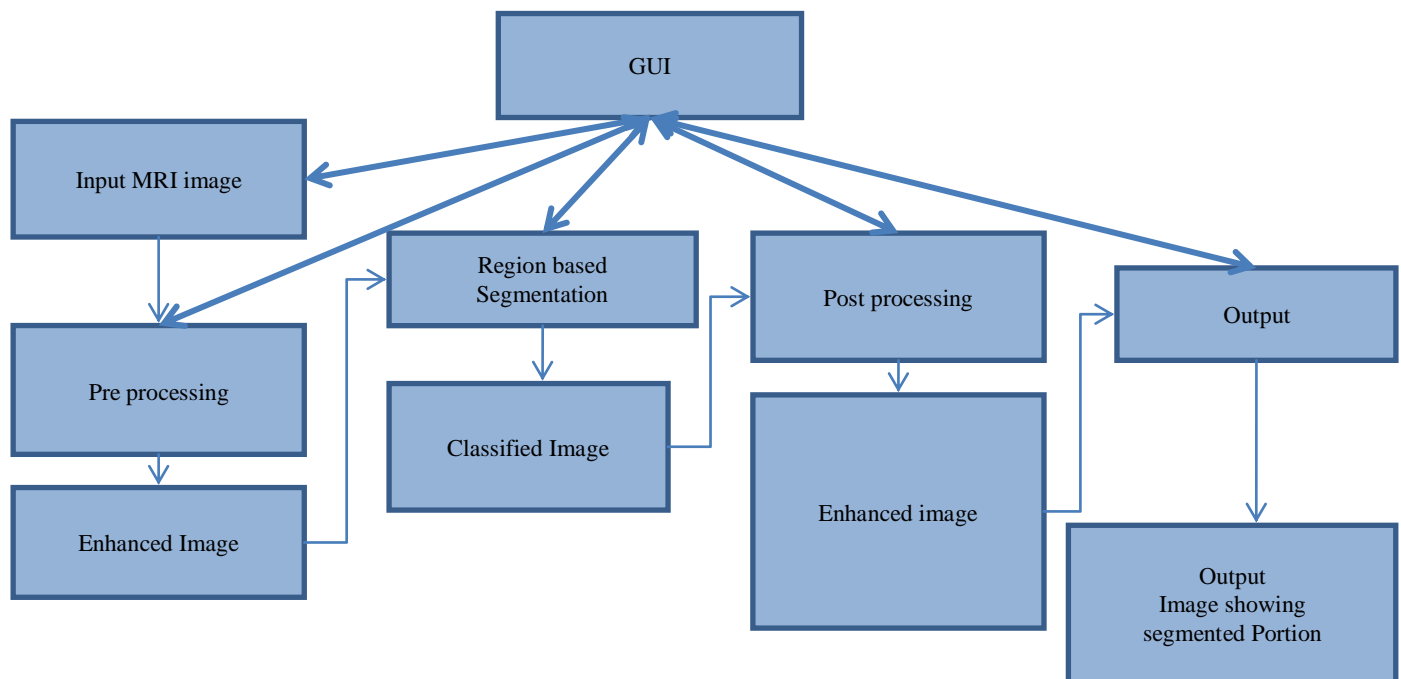 GUI
Input MRI image
Region based
Segmentation
Post processing
Output
Pre processing
Classified Image
Enhanced Image
Enhanced image
Output
Image showing
segmented Portion